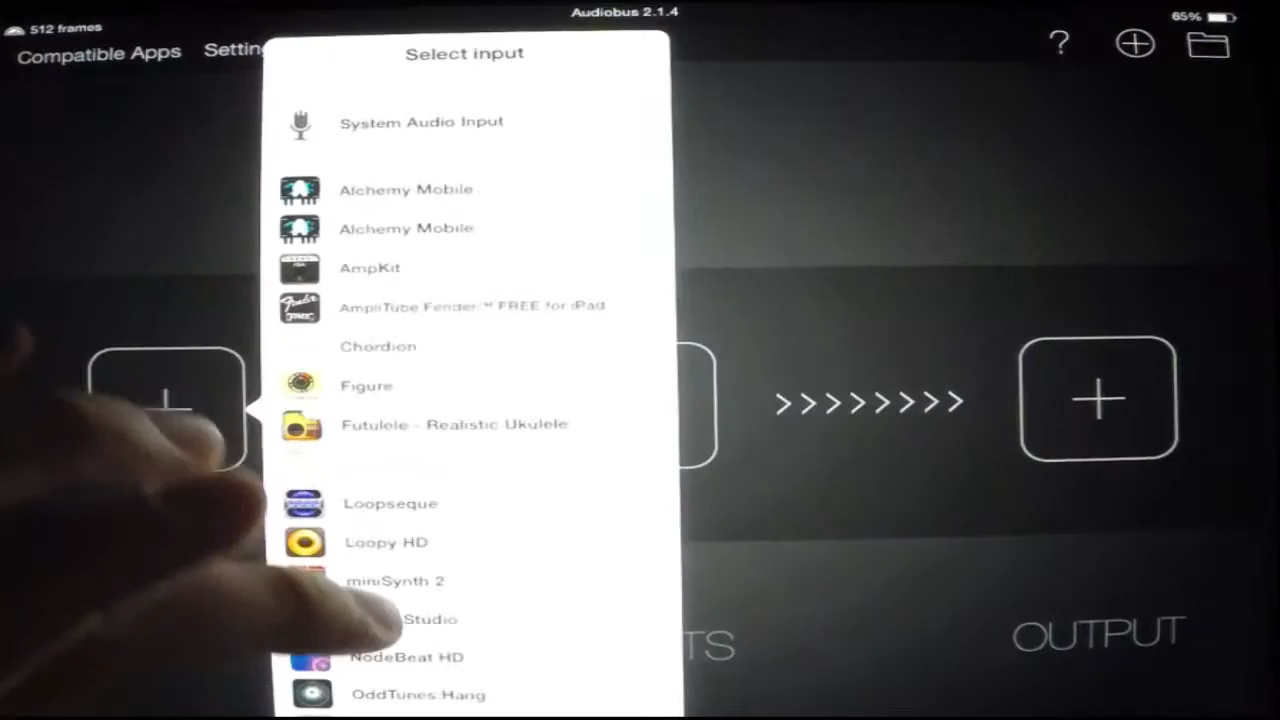 Audiobus 2.1.4
512 frames
65%
Compatible Apps
Setting
?
Select input
System Audio Input
Alchemy Mobile
Alchemy Mobile
AmpKit
AmpliTube Fender™ FREE for iPad
Chordion
Figure
Futulele - Realistic Ukulele
Loopseque
Loopy HD
miniSynth 2
Studio
NodeBeat HD
OddTunes:Hang
TS
OUTPUT